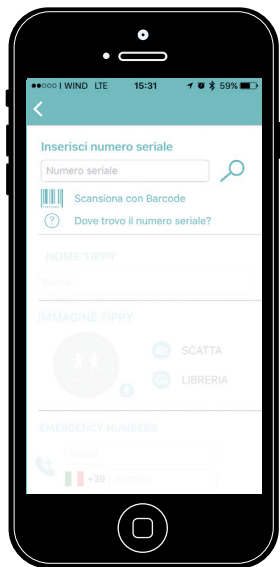 I WIND LTE 15:31 59%
Inserisci numero seriale
Numero seriale
Scansiona con Barcode
? Dove trovo il numero seriale?
NOME TIPPY
Nome
IMMAGINE TIPPY
SCATTA
LIBRERIA
EMERGENCY NUMBERS
Nome
+39